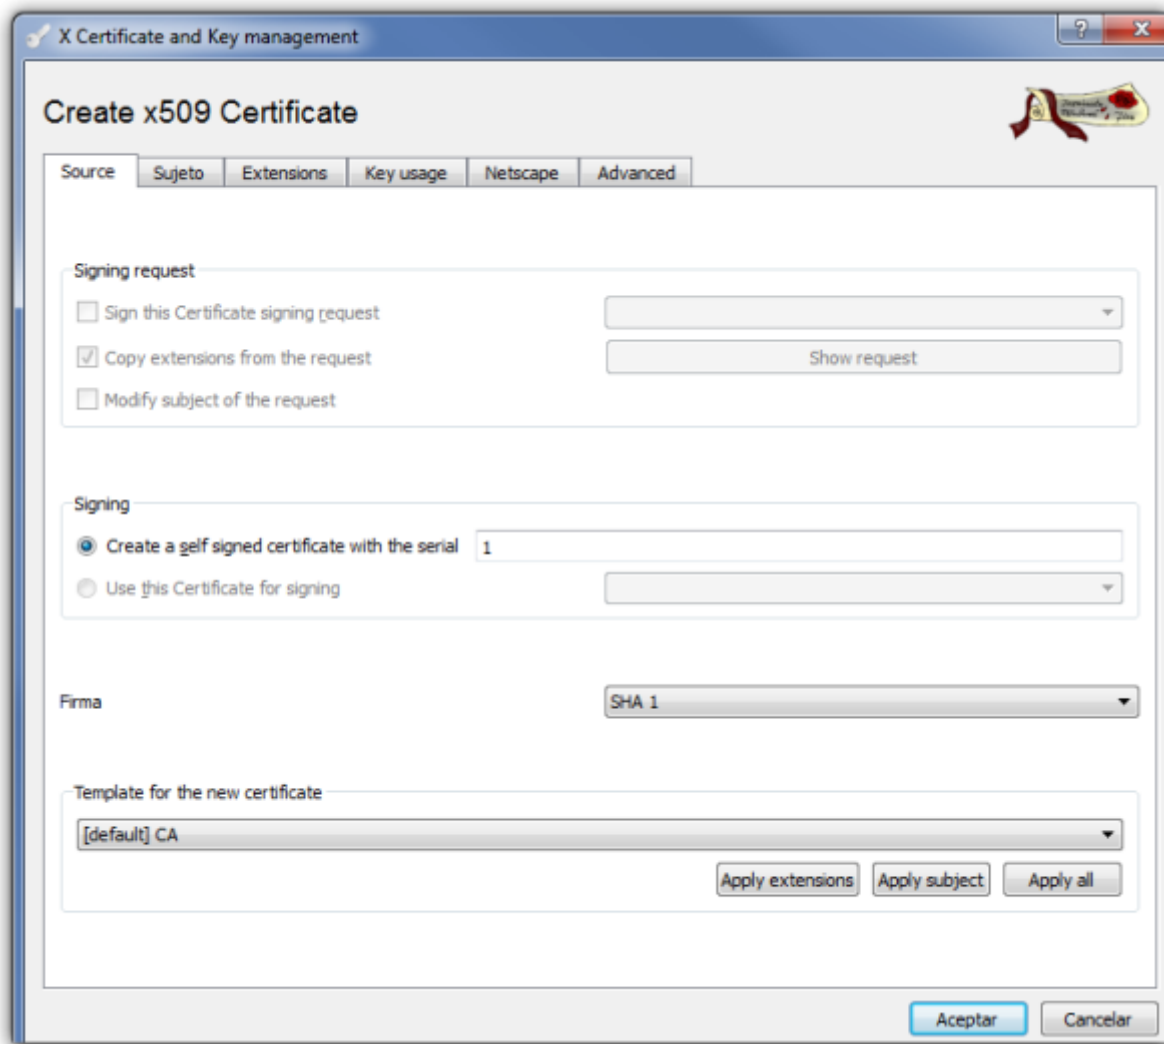 X Certificate and Key management
Create x509 Certificate
Source Sujeto Extensions Key usage Netscape Advanced
Signing request
Sign this Certificate signing request
Copy extensions from the request Show request
Modify subject of the request
Signing
Create a self signed certificate with the serial 1
Use this Certificate for signing
Firma SHA 1
Template for the new certificate
[default] CA
Apply extensions Apply subject Apply all
Aceptar Cancelar